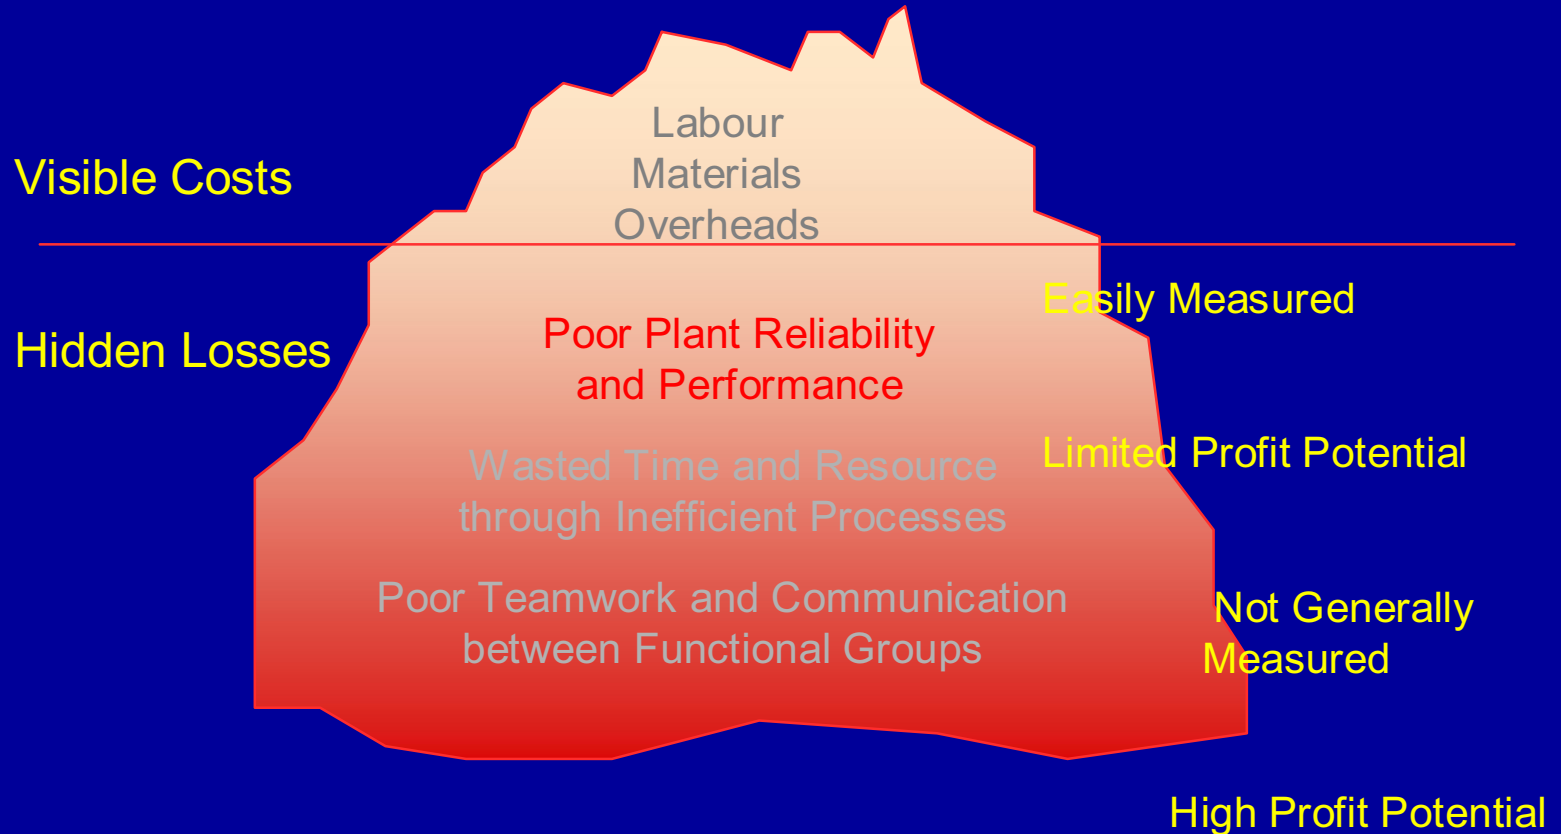 Labour
Materials
Overheads
Visible Costs
Easily Measured
Hidden Losses
Poor Plant Reliability
and Performance
Limited Profit Potential
Wasted Time and Resource
through Inefficient Processes
Poor Teamwork and Communication
between Functional Groups
Not Generally
Measured
High Profit Potential